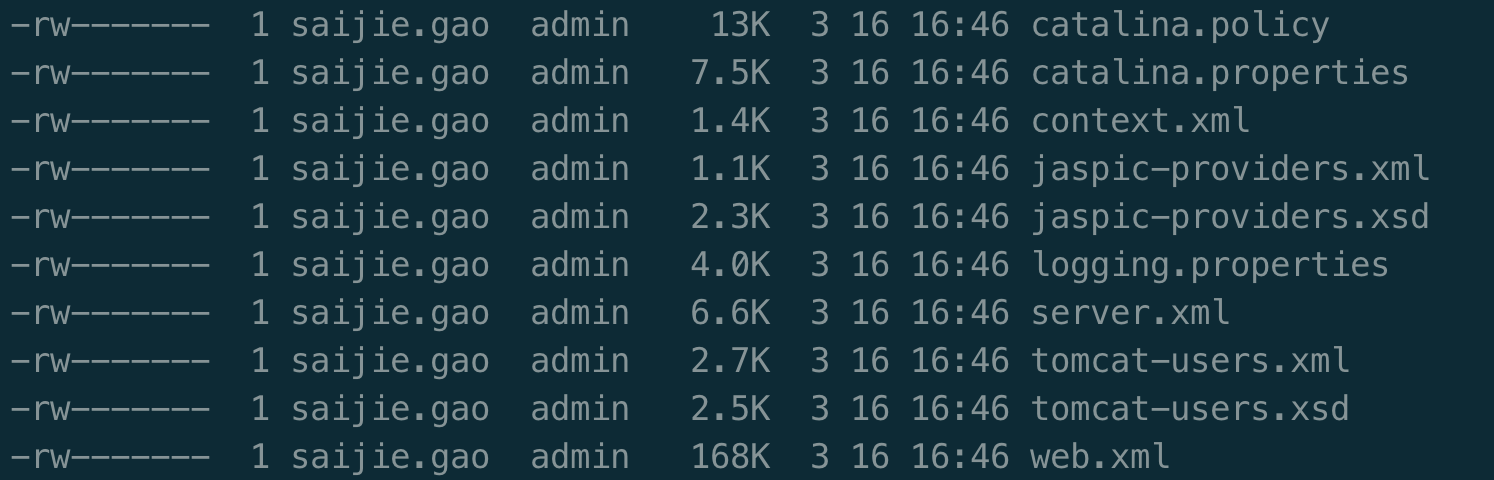 -rw------- 1 saijie.gao admin 13K 3 16 16:46 catalina.policy
-rw------- 1 saijie.gao admin 7.5K 3 16 16:46 catalina.properties
-rw------- 1 saijie.gao admin 1.4K 3 16 16:46 context.xml
-rw------- 1 saijie.gao admin 1.1K 3 16 16:46 jaspic-providers.xml
-rw------- 1 saijie.gao admin 2.3K 3 16 16:46 jaspic-providers.xsd
-rw------- 1 saijie.gao admin 4.0K 3 16 16:46 logging.properties
-rw------- 1 saijie.gao admin 6.6K 3 16 16:46 server.xml
-rw------- 1 saijie.gao admin 2.7K 3 16 16:46 tomcat-users.xml
-rw------- 1 saijie.gao admin 2.5K 3 16 16:46 tomcat-users.xsd
-rw------- 1 saijie.gao admin 168K 3 16 16:46 web.xml